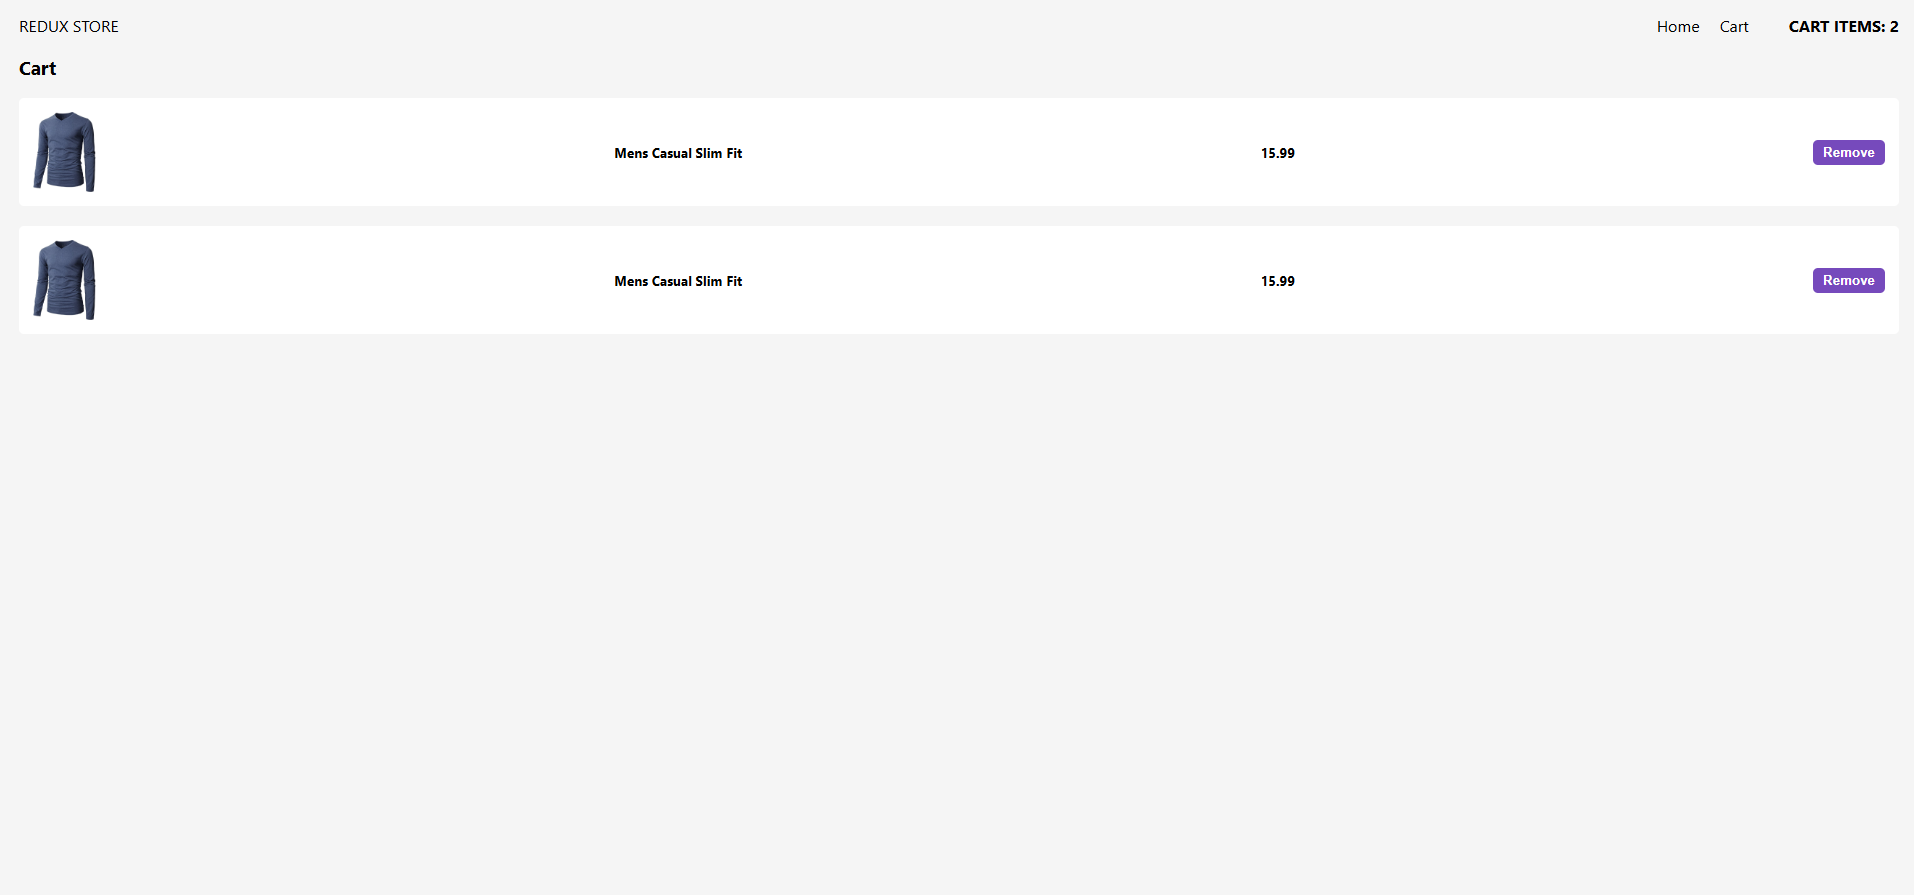 REDUX STORE Home Cart CART ITEMS: 2
Cart
Mens Casual Slim Fit 15.99 Remove
Mens Casual Slim Fit 15.99 Remove